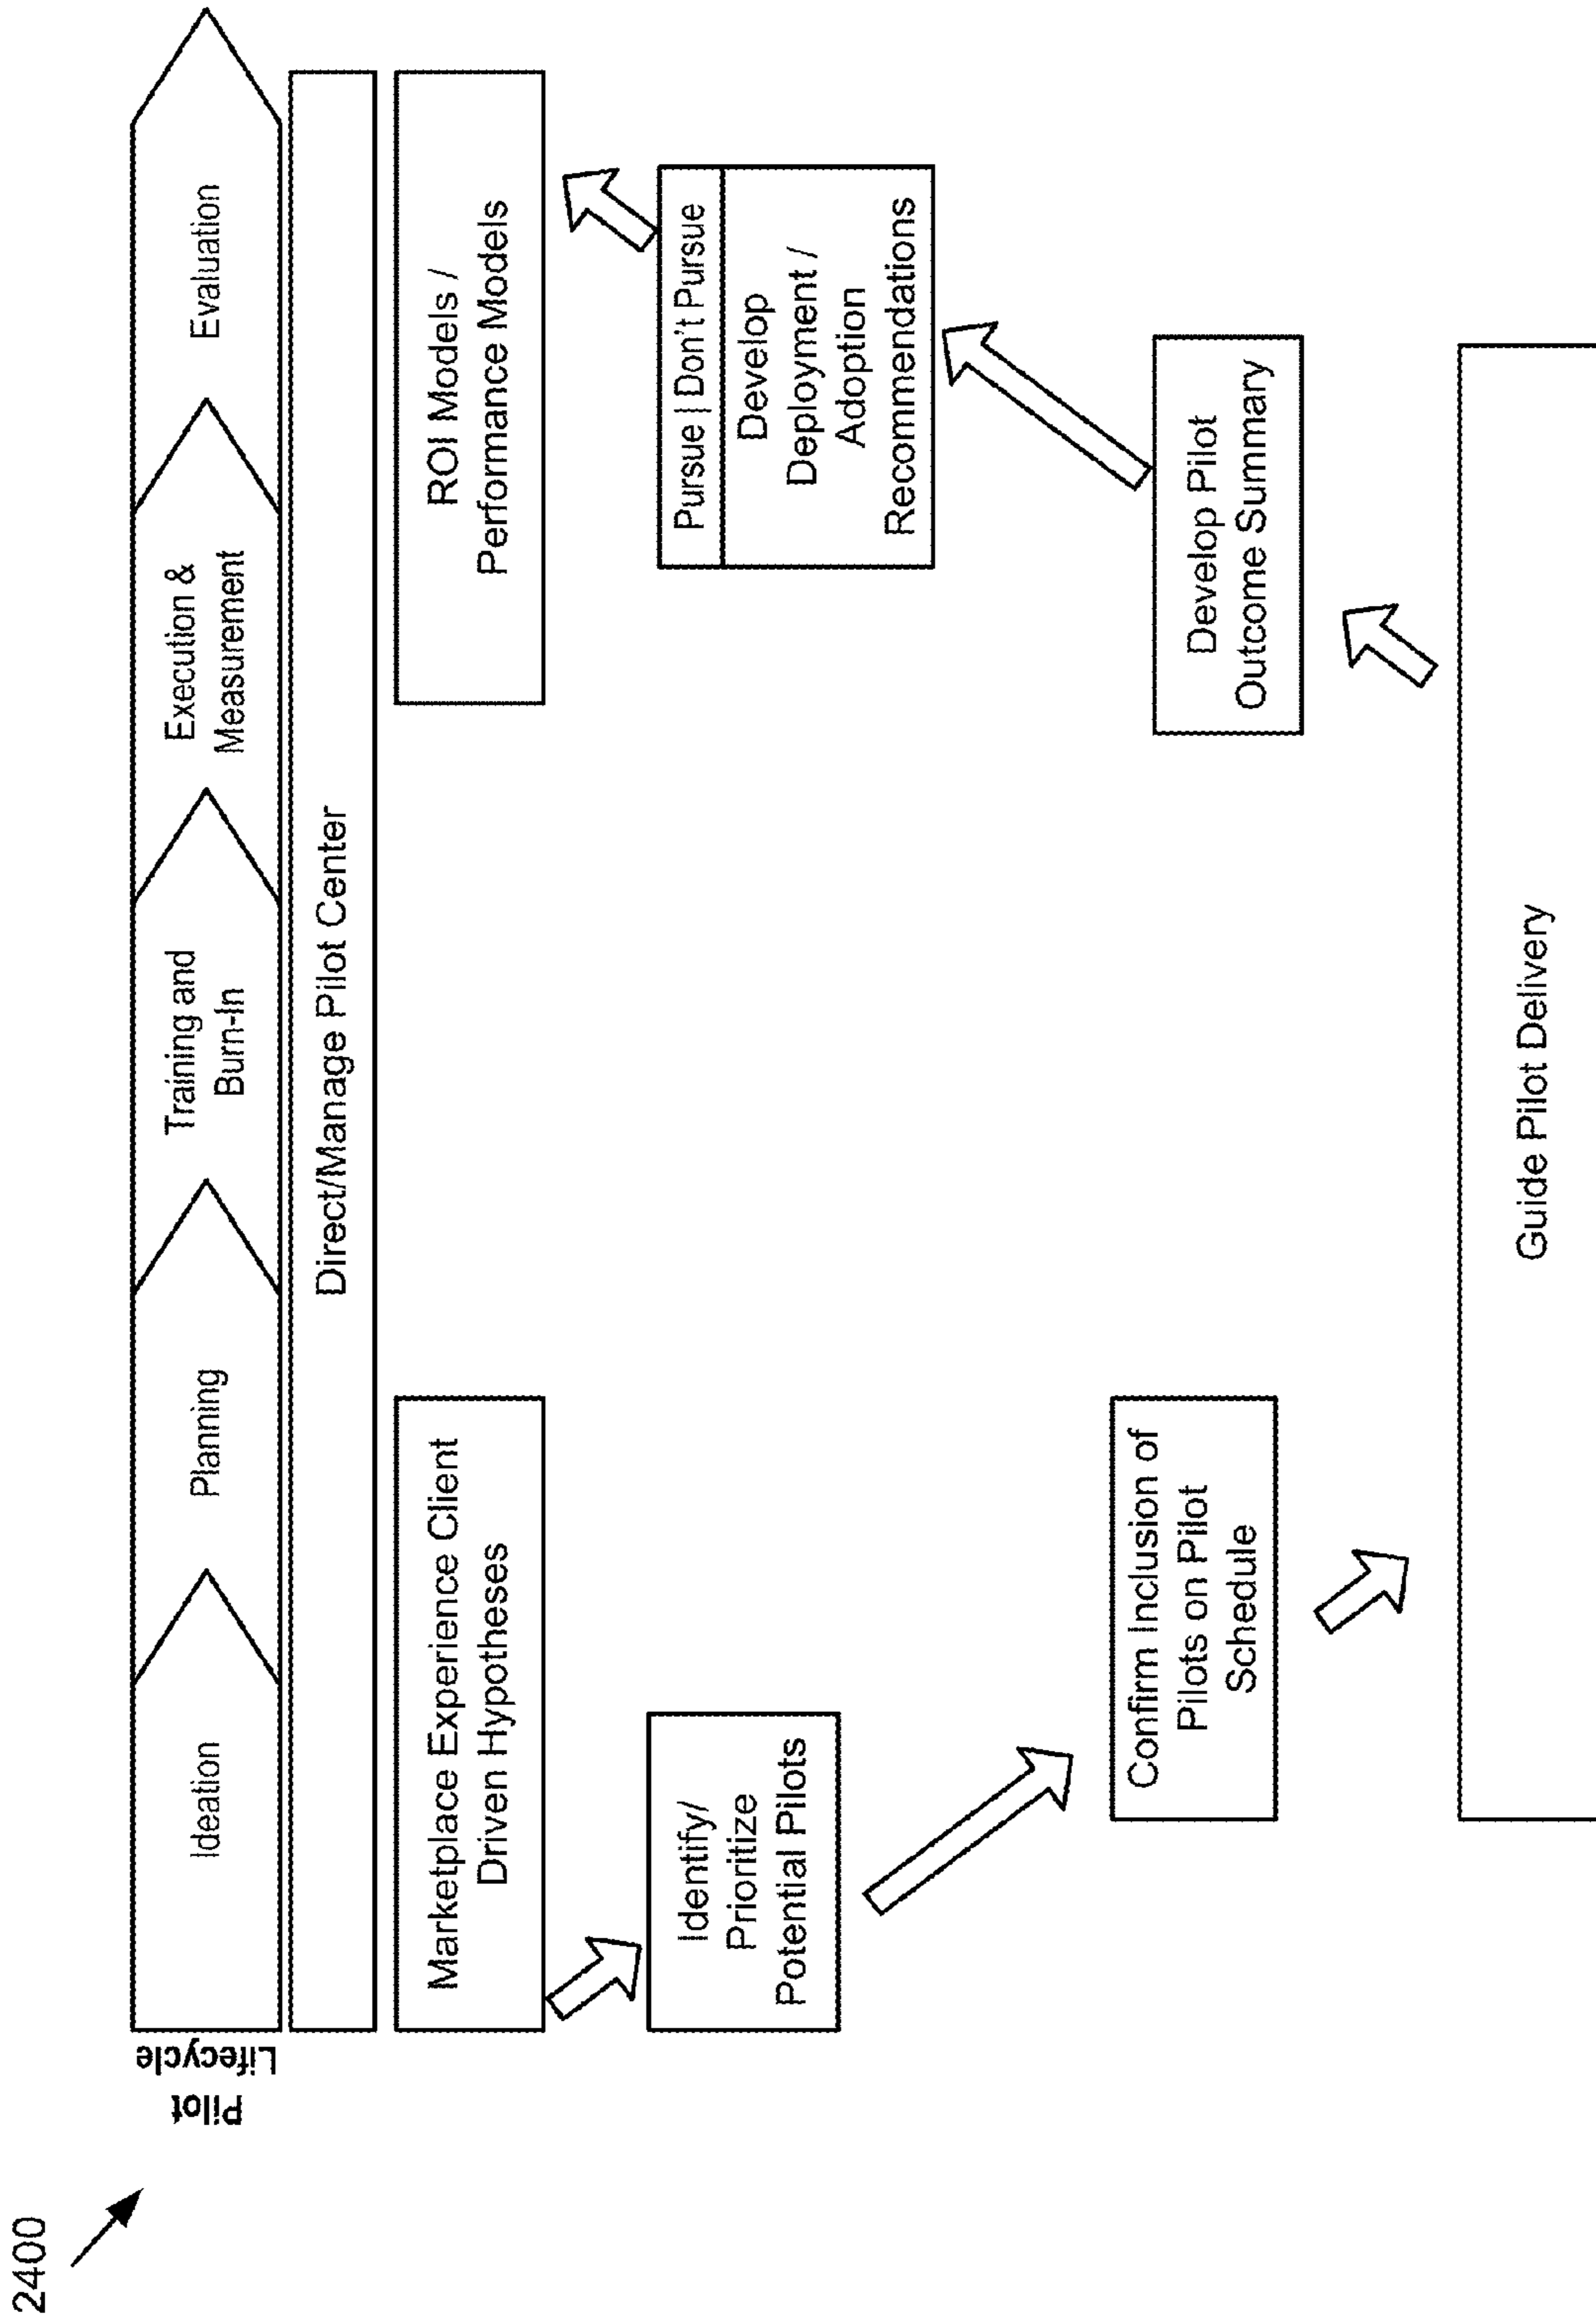 2400
Pilot
Lifecycle
Ideation
Planning
Training and
Burn-In
Execution &
Measurement
Evaluation
Direct/Manage Pilot Center
Marketplace Experience Client
Driven Hypotheses
ROI Models /
Performance Models
Identify/
Prioritize
Potential Pilots
Pursue | Don't Pursue
Develop
Deployment /
Adoption
Recommendations
Confirm Inclusion of
Pilots on Pilot
Schedule
Develop Pilot
Outcome Summary
Guide Pilot Delivery